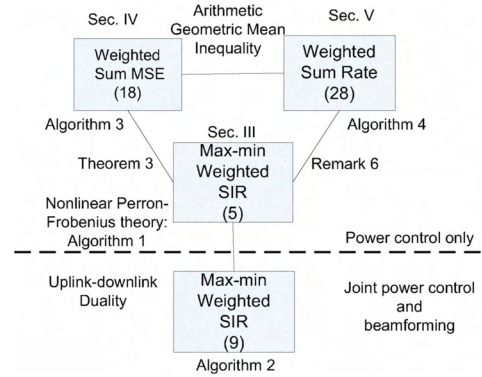 Sec. IV
Arithmetic
Geometric Mean
Inequality
Sec. V
Weighted
Sum MSE
(18)
Weighted
Sum Rate
(28)
Algorithm 3
Algorithm 4
Sec. III
Theorem 3
Max-min
Weighted
SIR
(5)
Remark 6
Nonlinear Perron-
Frobenius theory:
Algorithm 1
Power control only
Uplink-downlink
Duality
Max-min
Weighted
SIR
(9)
Joint power control
and
beamforming
Algorithm 2